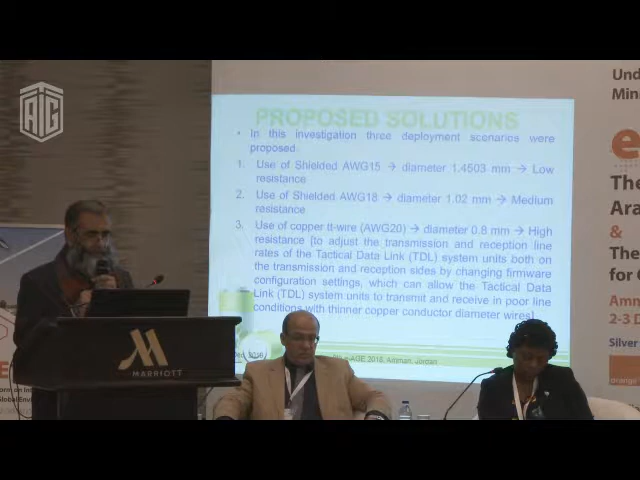 AIG
PROPOSED SOLUTIONS
• In this investigation three deployment scenarios were
proposed
1. Use of Shielded AWG15 → diameter 1.4503 mm → Low
resistance
2. Use of Shielded AWG18 → diameter 1.02 mm → Medium
resistance
3. Use of copper tt-wire (AWG20) → diameter 0.8 mm → High
resistance [to adjust the transmission and reception line
rates of the Tactical Data Link (TDL) system units both on
the transmission and reception sides by changing firmware
configuration settings, which can allow the Tactical Data
Link (TDL) system units to transmit and receive in poor line
conditions with thinner copper conductor diameter wires]
AGE 2018, Amman, Jordan.
Und
Mini
The
Ara
&
The
for
Amm
2-3 D
Silver
orange
MARRIOTT